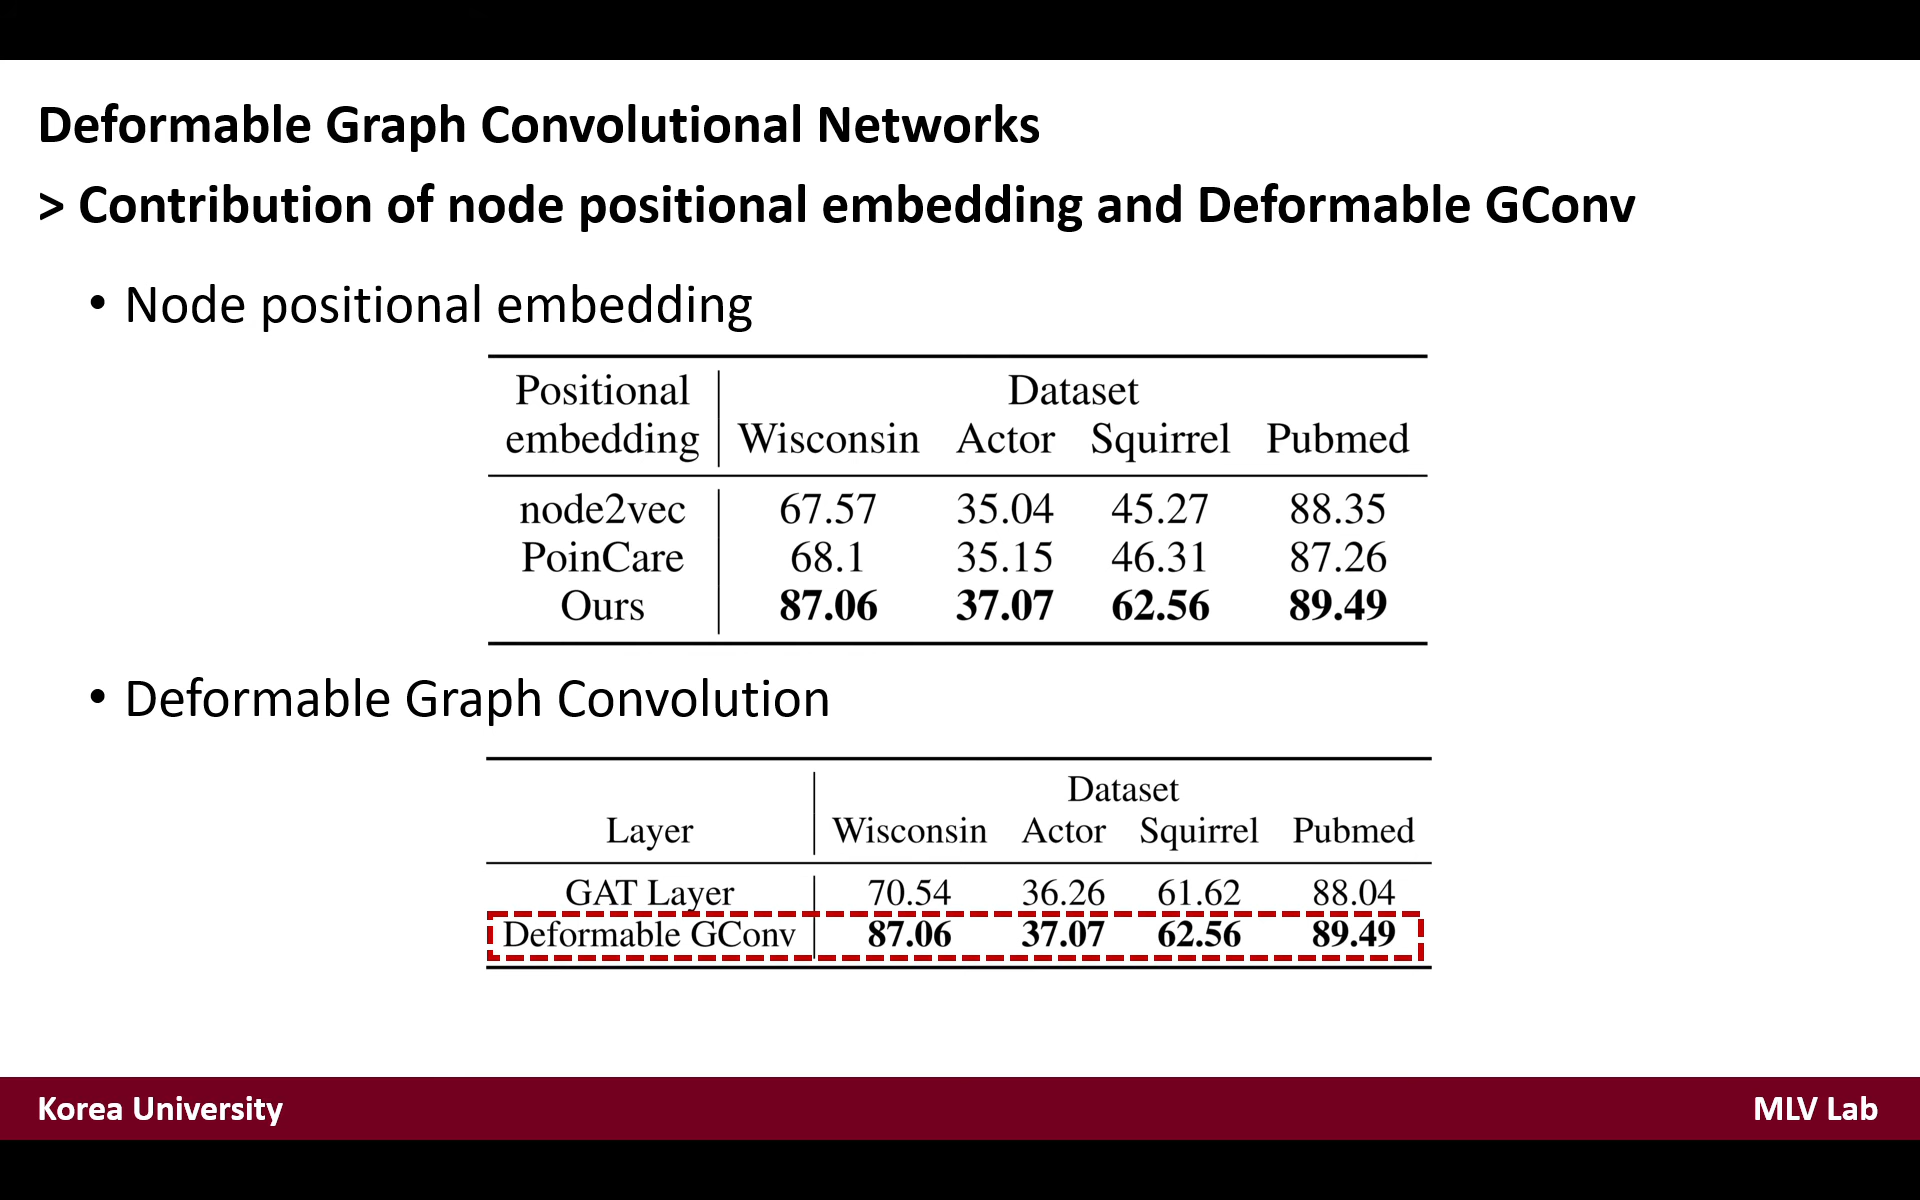 Deformable Graph Convolutional Networks
> Contribution of node positional embedding and Deformable GConv
• Node positional embedding
Positional Dataset
embedding Wisconsin Actor Squirrel Pubmed
node2vec 67.57 35.04 45.27 88.35
PoinCare 68.1 35.15 46.31 87.26
Ours 87.06 37.07 62.56 89.49
• Deformable Graph Convolution
Dataset
Layer Wisconsin Actor Squirrel Pubmed
GAT Layer 70.54 36.26 61.62 88.04
Deformable GConv 87.06 37.07 62.56 89.49
Korea University MLV Lab